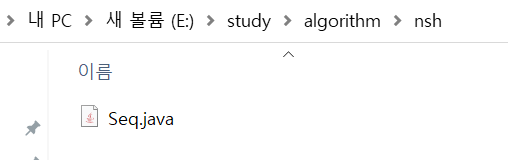 내 PC > 새 볼륨 (E:) > study > algorithm > nsh
이름
Seq.java